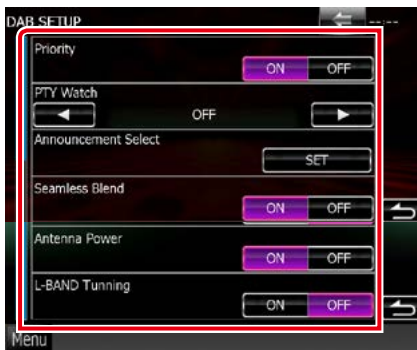 DAB SETUP
--:--
Priority
ON OFF
PTY Watch
OFF
Announcement Select
SET
Seamless Blend
ON OFF
Antenna Power
ON OFF
L-BAND Tunning
ON OFF
Menu